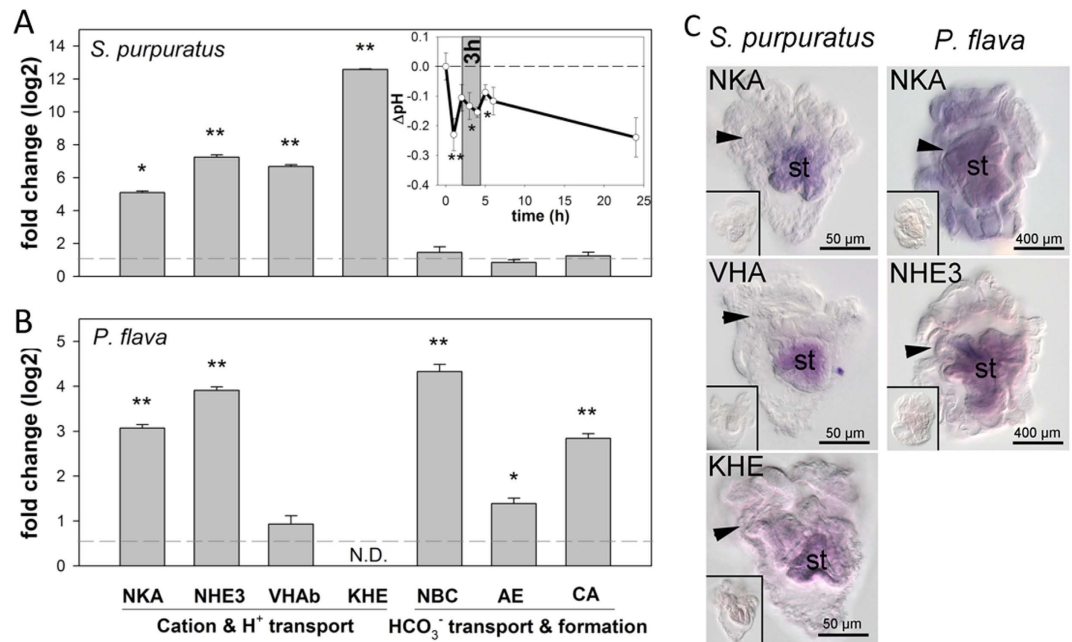 A
S. purpuratus
fold change (log2)
14
12
10
8
6
4
2
0
*
**
**
**
0.1
0.0
-0.1
-0.2
-0.3
-0.4
ΔpH
3h
**
*
*
0
5
10
15
20
25
time (h)
B
P. flava
fold change (log2)
5
4
3
2
1
0
**
**
N.D.
**
*
**
NKA NHE3 VHAb KHE NBC AE CA
Cation & H⁺ transport HCO₃⁻ transport & formation
C
S. purpuratus P. flava
NKA
st
50 µm
NKA
st
400 µm
VHA
st
50 µm
NHE3
st
400 µm
KHE
st
50 µm